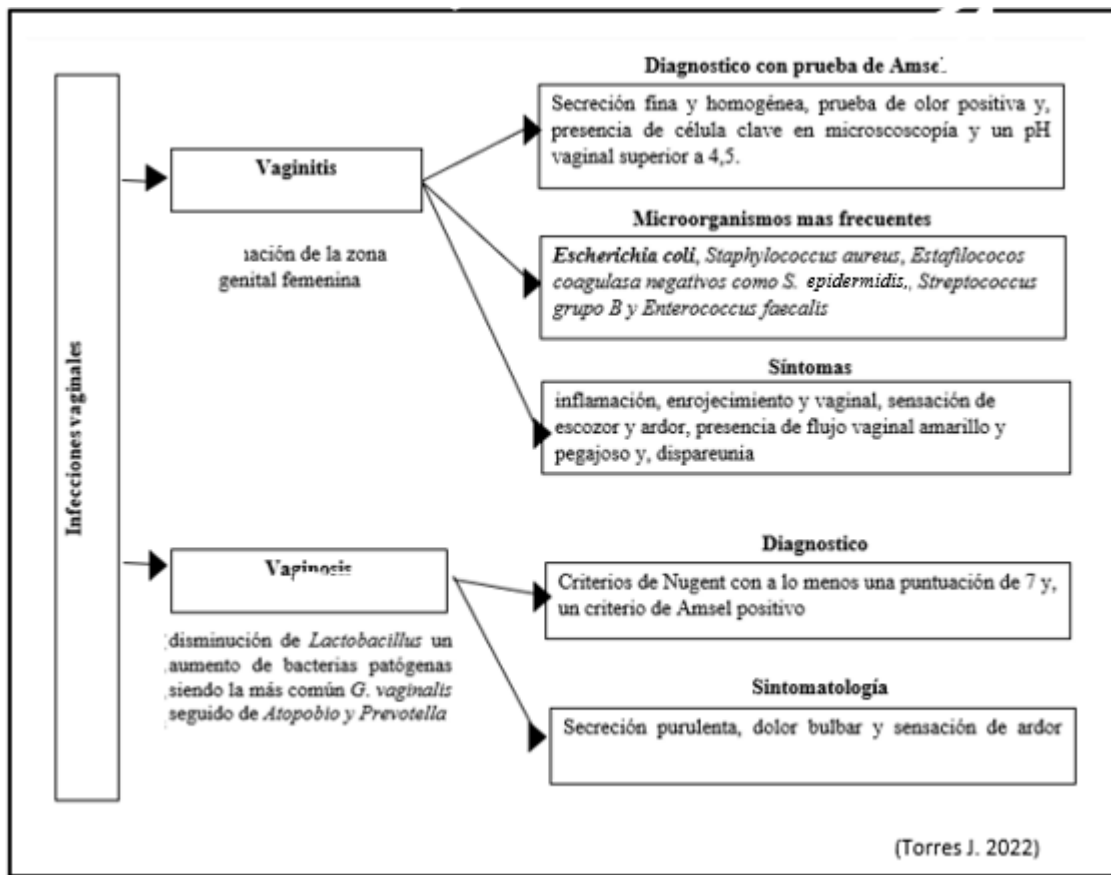 Infecciones vaginales
Vaginitis
de la zona
genital femenina
Diagnostico con prueba de
Secreción fina y homogénea, prueba de olor positiva y,
presencia de célula clave en microscoscopía y un pH
vaginal superior a 4,5.
Microorganismos mas frecuentes
Escherichia coli, Staphylococcus aureus, Estafilococos
coagulasa negativos como S. epidermidis,, Streptococcus
grupo B y Enterococcus faecalis
Síntomas
inflamación, enrojecimiento y vaginal, sensación de
escozor y ardor, presencia de flujo vaginal amarillo y
pegajoso y, dispareunia
Vaginosis
disminución de Lactobacillus un
aumento de bacterias patógenas
siendo la más común G. vaginalis
seguido de Atopobio y Prevotella
Diagnostico
Criterios de Nugent con a lo menos una puntuación de 7 y,
un criterio de Amsel positivo
Sintomatología
Secreción purulenta, dolor bulbar y sensación de ardor
(Torres J. 2022)